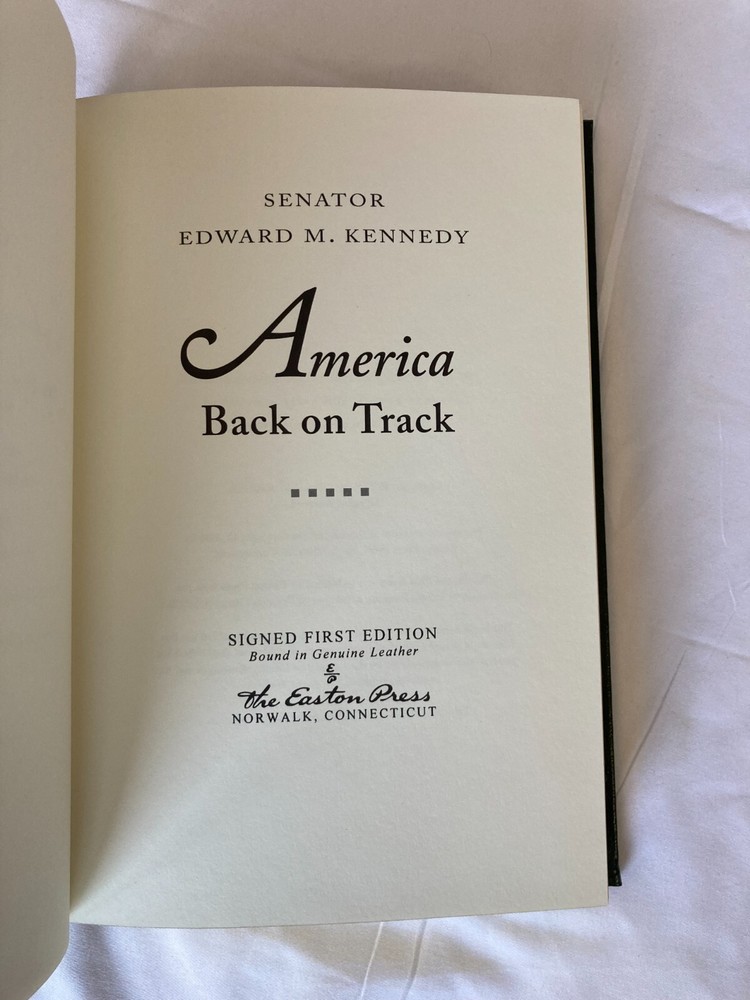 SENATOR
EDWARD M. KENNEDY
America
Back on Track
SIGNED FIRST EDITION
Bound in Genuine Leather
The Easton Press
NORWALK, CONNECTICUT